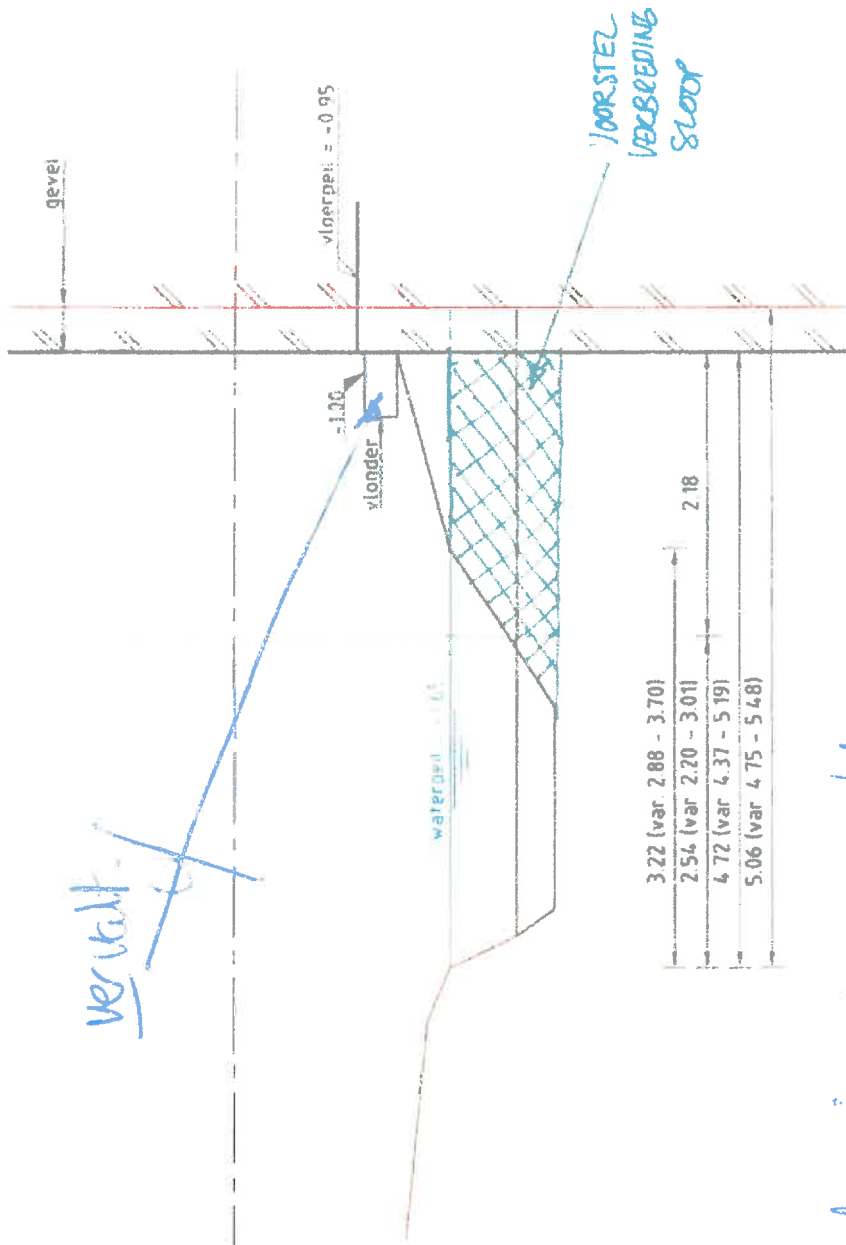 gevel
vloerpeil = -0.95
-1.00
vlonder
vervalt
VOORSTEL
VERBREDING
SLOOT
waterpeil
2.18
3.22 (var 2.88 - 3.70)
2.54 (var 2.20 - 3.01)
4.72 (var 4.37 - 5.19)
5.06 (var 4.75 - 5.48)